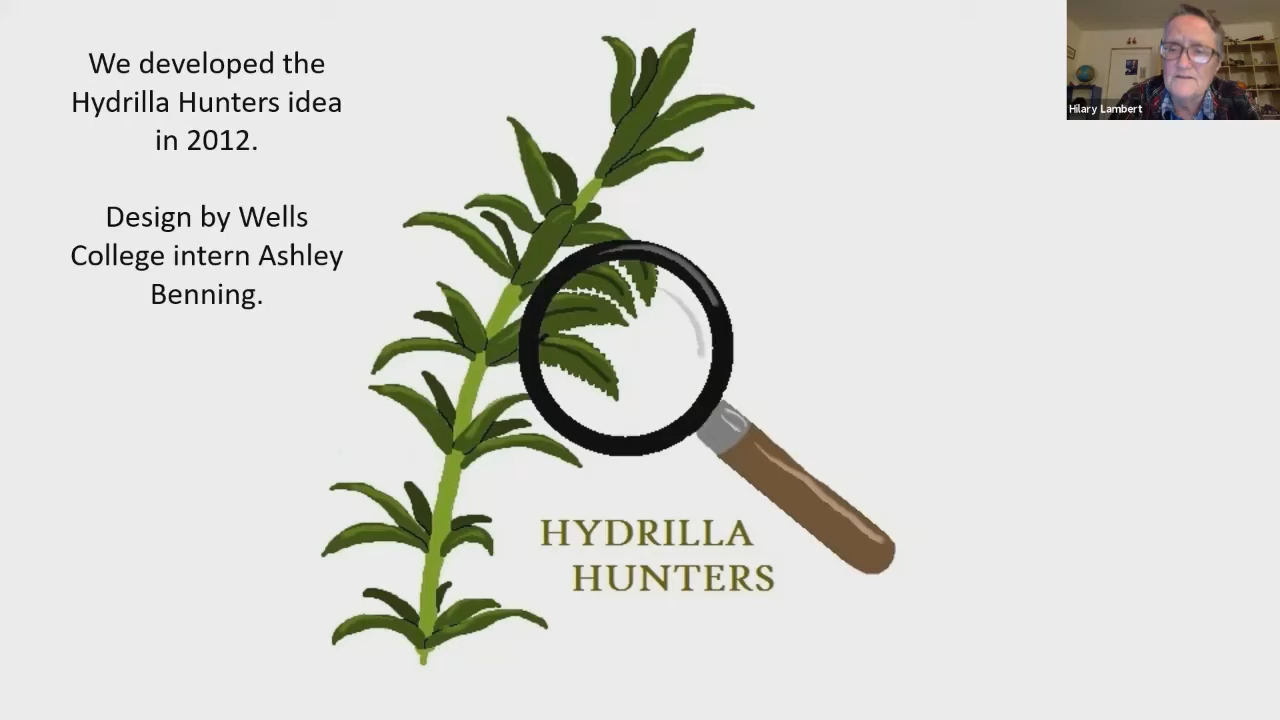 We developed the
Hydrilla Hunters idea
in 2012.
Design by Wells
College intern Ashley
Benning.
HYDRILLA
HUNTERS
Hilary Lambert